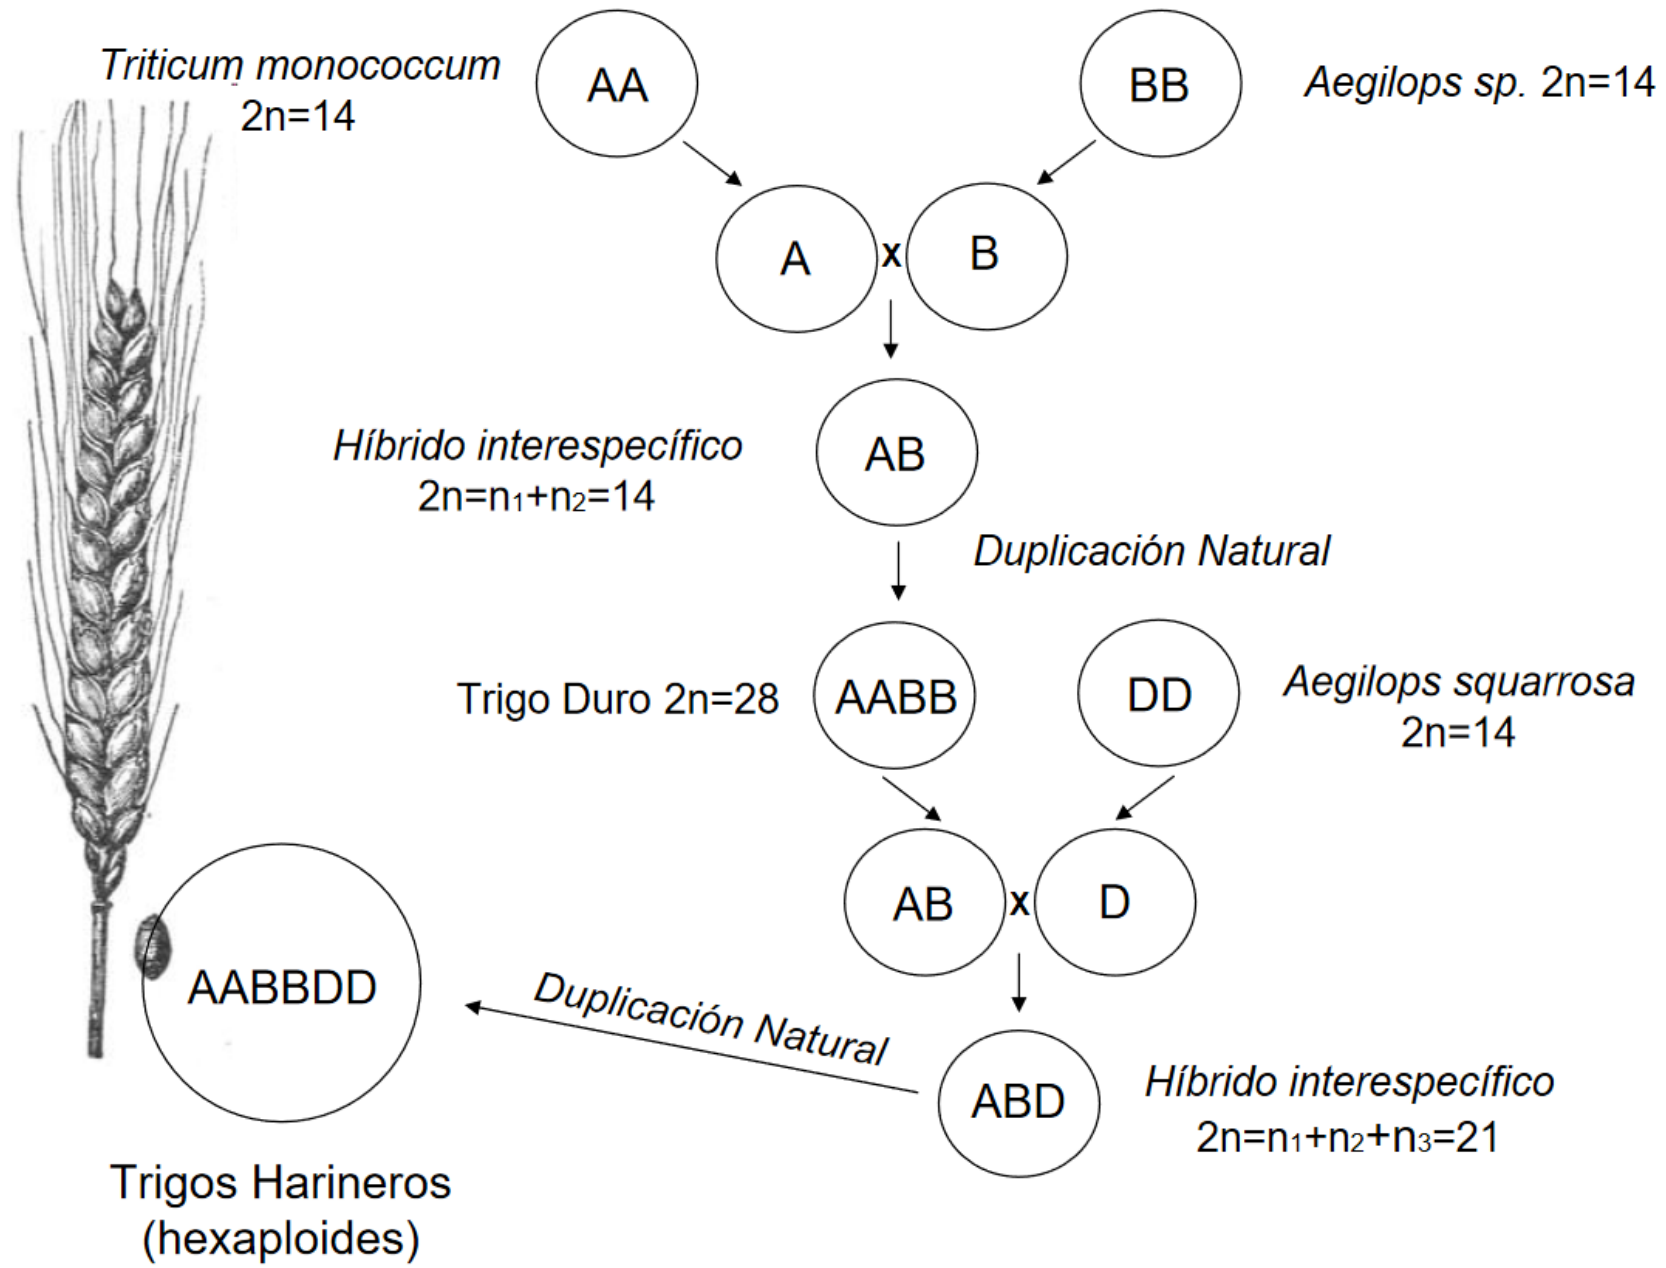 Triticum monococcum
2n=14
AA
BB
Aegilops sp. 2n=14
A
x
B
Híbrido interespecífico
2n=n1+n2=14
AB
Duplicación Natural
Trigo Duro 2n=28
AABB
DD
Aegilops squarrosa
2n=14
AB
x
D
AABBDD
Duplicación Natural
ABD
Híbrido interespecífico
2n=n1+n2+n3=21
Trigos Harineros
(hexaploides)